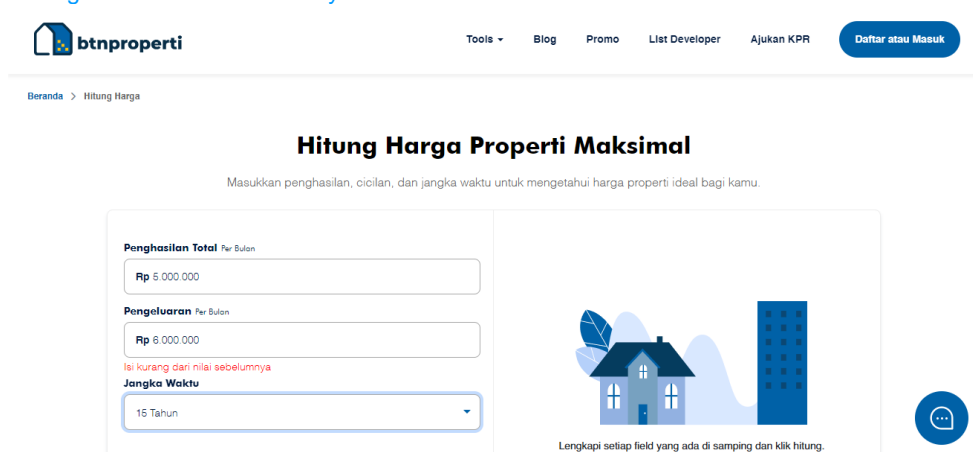 btnproperti
Tools
Blog
Promo
List Developer
Ajukan KPR
Daftar atau Masuk
Beranda > Hitung Harga
Hitung Harga Properti Maksimal
Masukkan penghasilan, cicilan, dan jangka waktu untuk mengetahui harga properti ideal bagi kamu.
Penghasilan Total Per Bulan
Rp 5.000.000
Pengeluaran Per Bulan
Rp 6.000.000
Isi kurang dari nilai sebelumnya
Jangka Waktu
15 Tahun
Lengkapi setiap field yang ada di samping dan klik hitung.